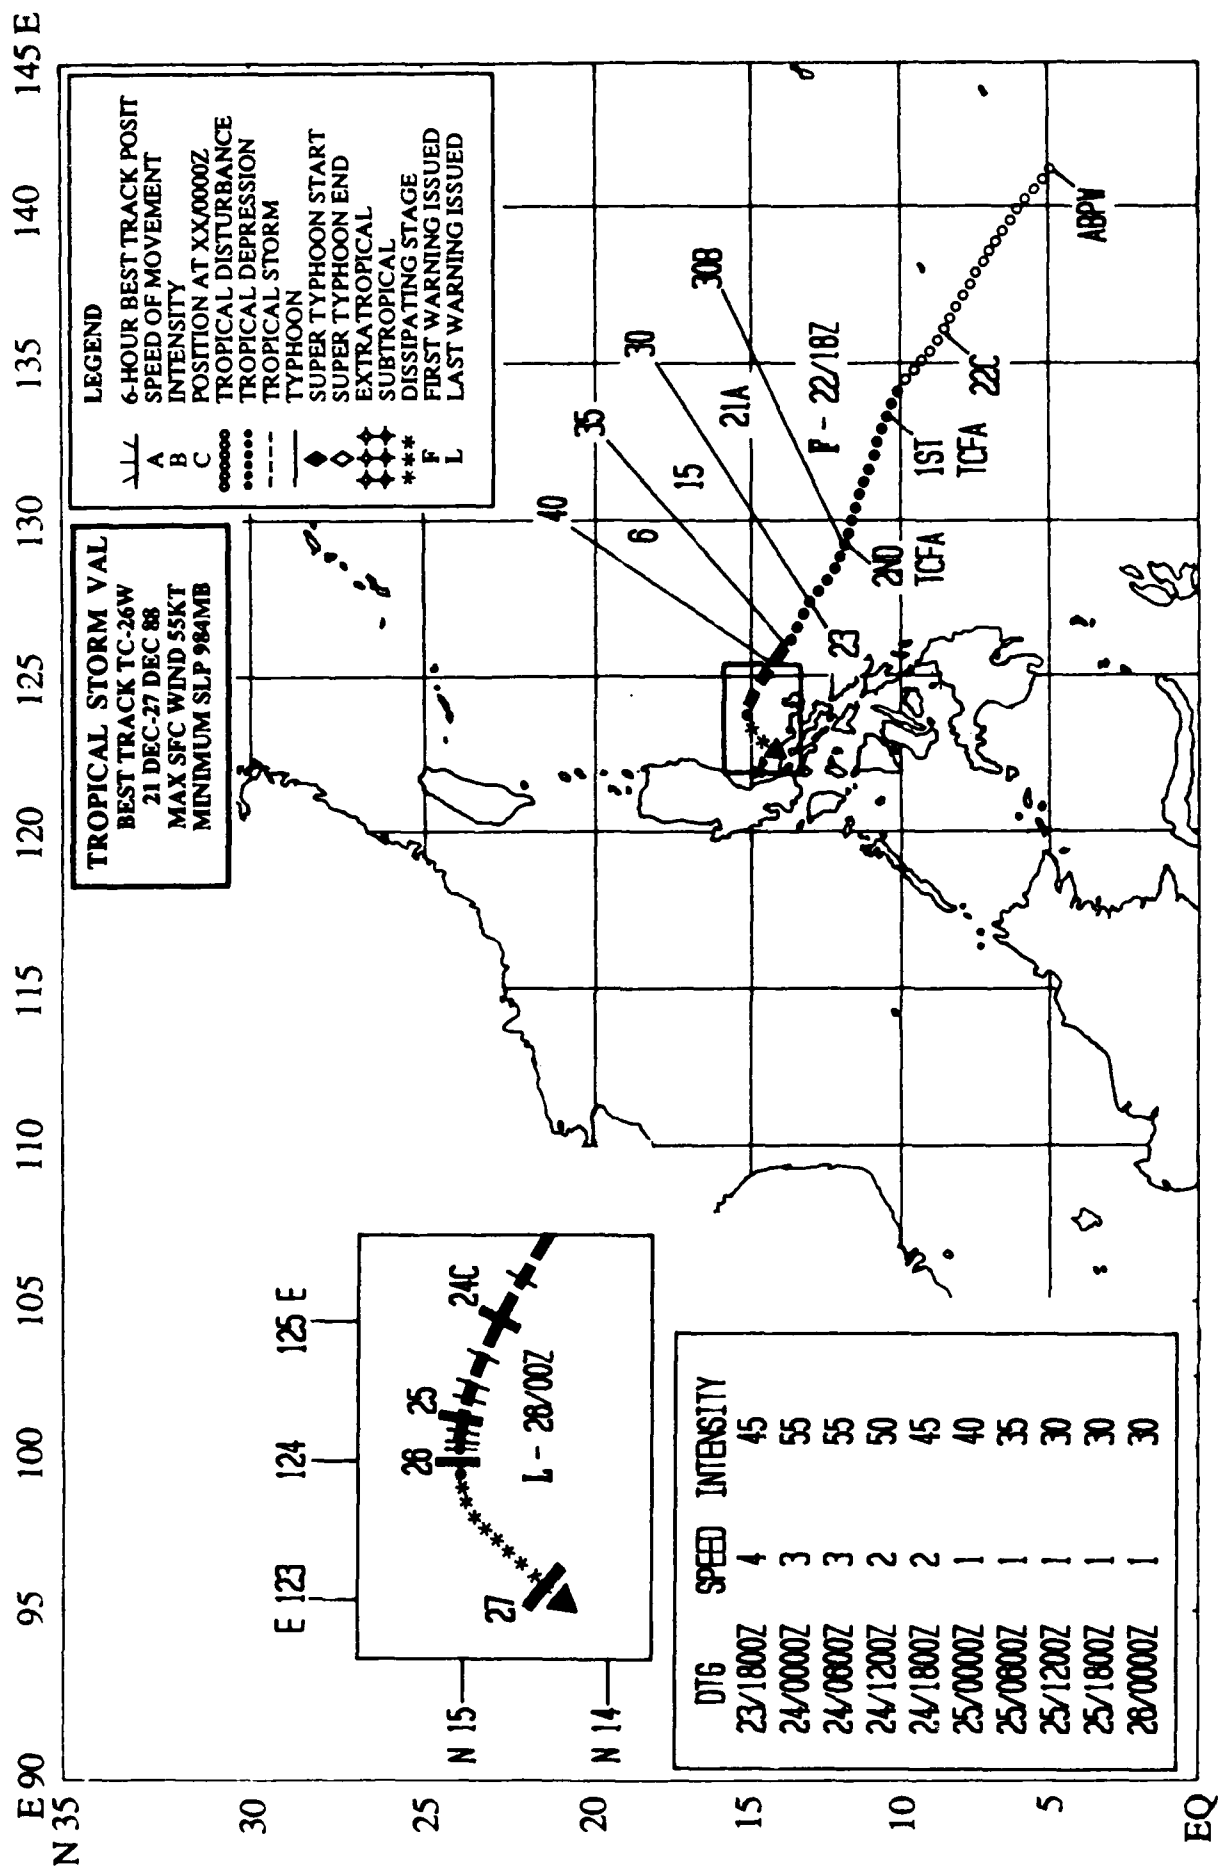 E 90 95 100 105 110 115 120 125 130 135 140 145 E
N 35
30
25
20
15
10
5
EQ
TROPICAL STORM VAL
BEST TRACK TC-26W
21 DEC-27 DEC 88
MAX SFC WIND 55KT
MINIMUM SLP 984MB
LEGEND
6-HOUR BEST TRACK POSIT
A SPEED OF MOVEMENT
B INTENSITY
C POSITION AT XX/0000Z
TROPICAL DISTURBANCE
TROPICAL DEPRESSION
TROPICAL STORM
TYPHOON
SUPER TYPHOON START
SUPER TYPHOON END
EXTRATROPICAL
SUBTROPICAL
*** DISSIPATING STAGE
F FIRST WARNING ISSUED
L LAST WARNING ISSUED
E 123 124 125 E
N 15
N 14
27
26
25
24C
L - 26/00Z
40
6
35
15
30
21A
30B
F - 22/18Z
23
2ND
TCFA
1ST
TCFA
22C
ABPW
DTG SPEED INTENSITY
23/1800Z 4 45
24/0000Z 3 55
24/0600Z 3 55
24/1200Z 2 50
24/1800Z 2 45
25/0000Z 1 40
25/0600Z 1 35
25/1200Z 1 30
25/1800Z 1 30
26/0000Z 1 30